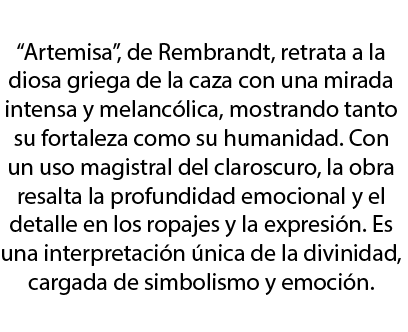 “Artemisa”, de Rembrandt, retrata a la
diosa griega de la caza con una mirada
intensa y melancólica, mostrando tanto
su fortaleza como su humanidad. Con
un uso magistral del claroscuro, la obra
resalta la profundidad emocional y el
detalle en los ropajes y la expresión. Es
una interpretación única de la divinidad,
cargada de simbolismo y emoción.